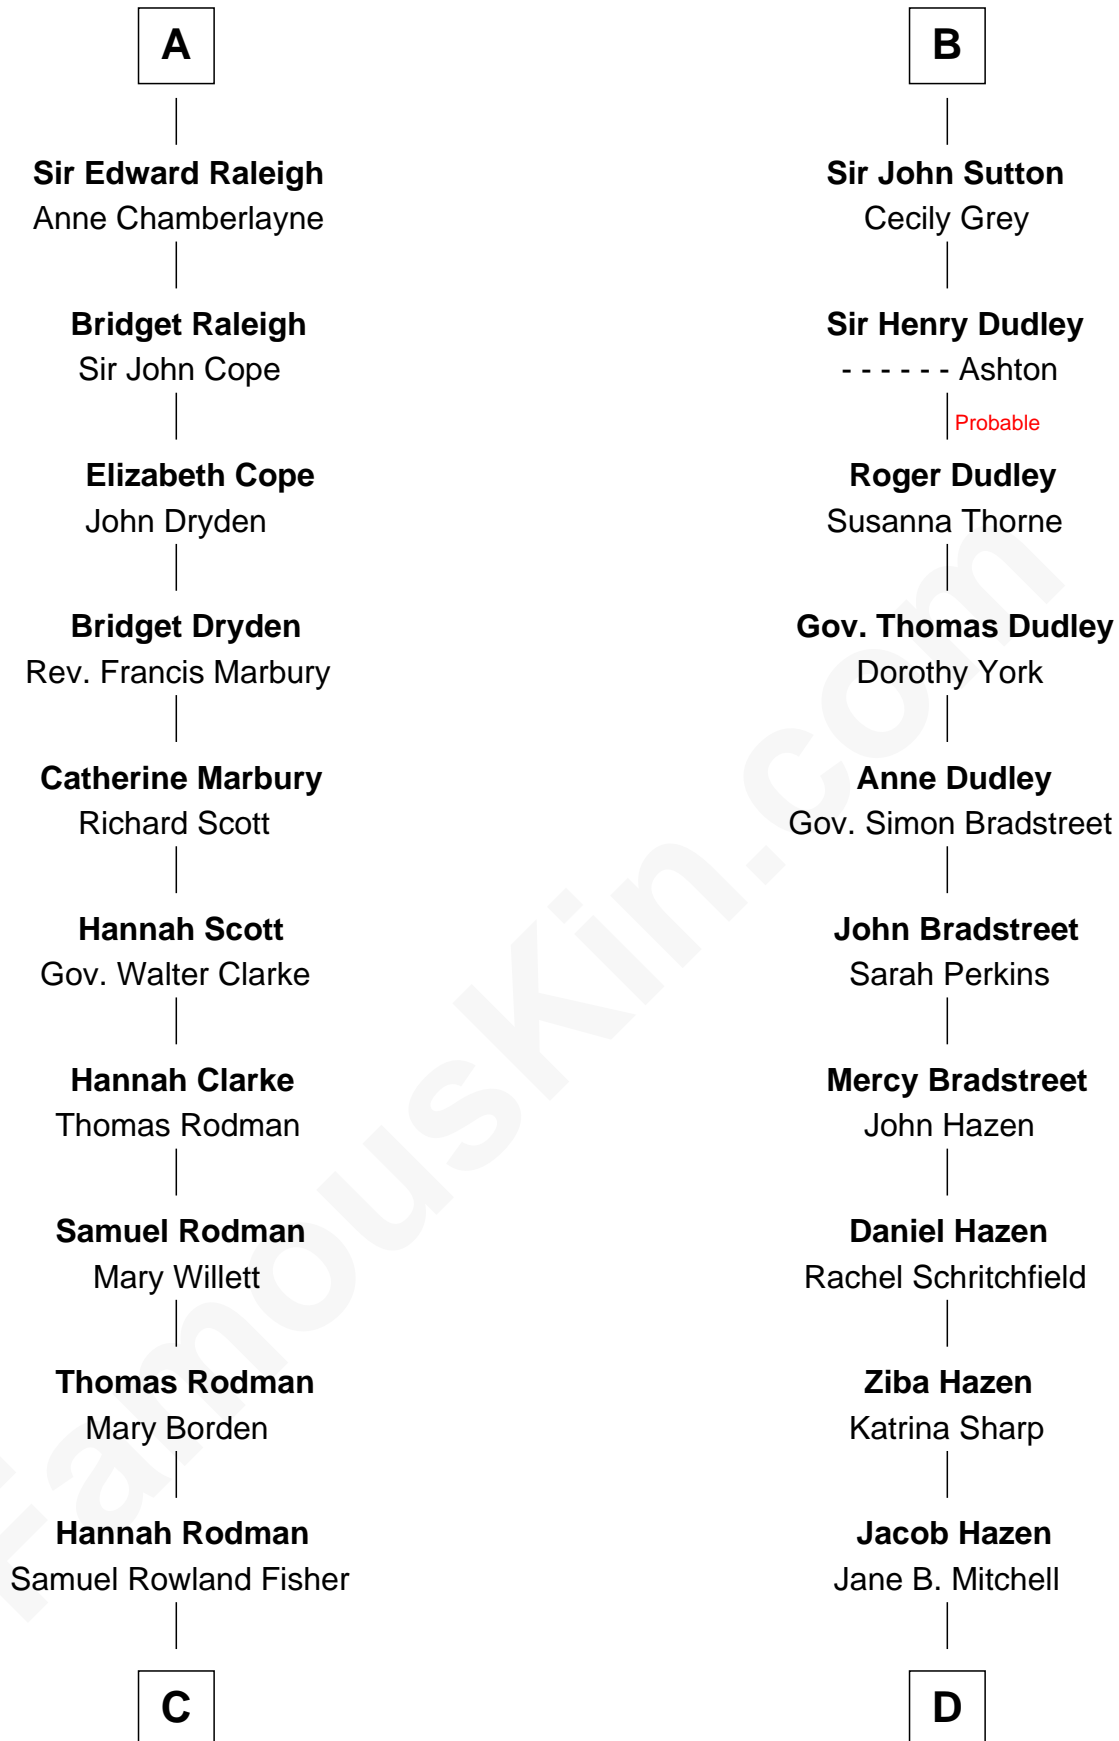 A
Sir Edward Raleigh
Anne Chamberlayne
Bridget Raleigh
Sir John Cope
Elizabeth Cope
John Dryden
Bridget Dryden
Rev. Francis Marbury
Catherine Marbury
Richard Scott
Hannah Scott
Gov. Walter Clarke
Hannah Clarke
Thomas Rodman
Samuel Rodman
Mary Willett
Thomas Rodman
Mary Borden
Hannah Rodman
Samuel Rowland Fisher
C
B
Sir John Sutton
Cecily Grey
Sir Henry Dudley
- - - - - - Ashton
Probable
Roger Dudley
Susanna Thorne
Gov. Thomas Dudley
Dorothy York
Anne Dudley
Gov. Simon Bradstreet
John Bradstreet
Sarah Perkins
Mercy Bradstreet
John Hazen
Daniel Hazen
Rachel Schritchfield
Ziba Hazen
Katrina Sharp
Jacob Hazen
Jane B. Mitchell
D
FamousKin.com